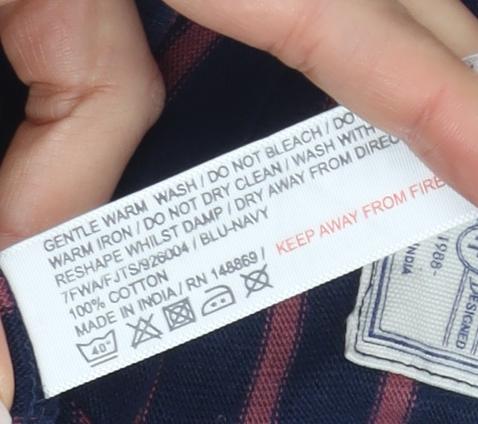 GENTLE WARM WASH / DO NOT BLEACH / DO
WARM IRON / DO NOT DRY CLEAN / WASH WITH
RESHAPE WHILST DAMP / DRY AWAY FROM DIREC
7FWA/FJTS/926004 / BLU-NAVY
100% COTTON
MADE IN INDIA / RN 148869 /
KEEP AWAY FROM FIRE
40°
1988
INDIA
DESIGNED